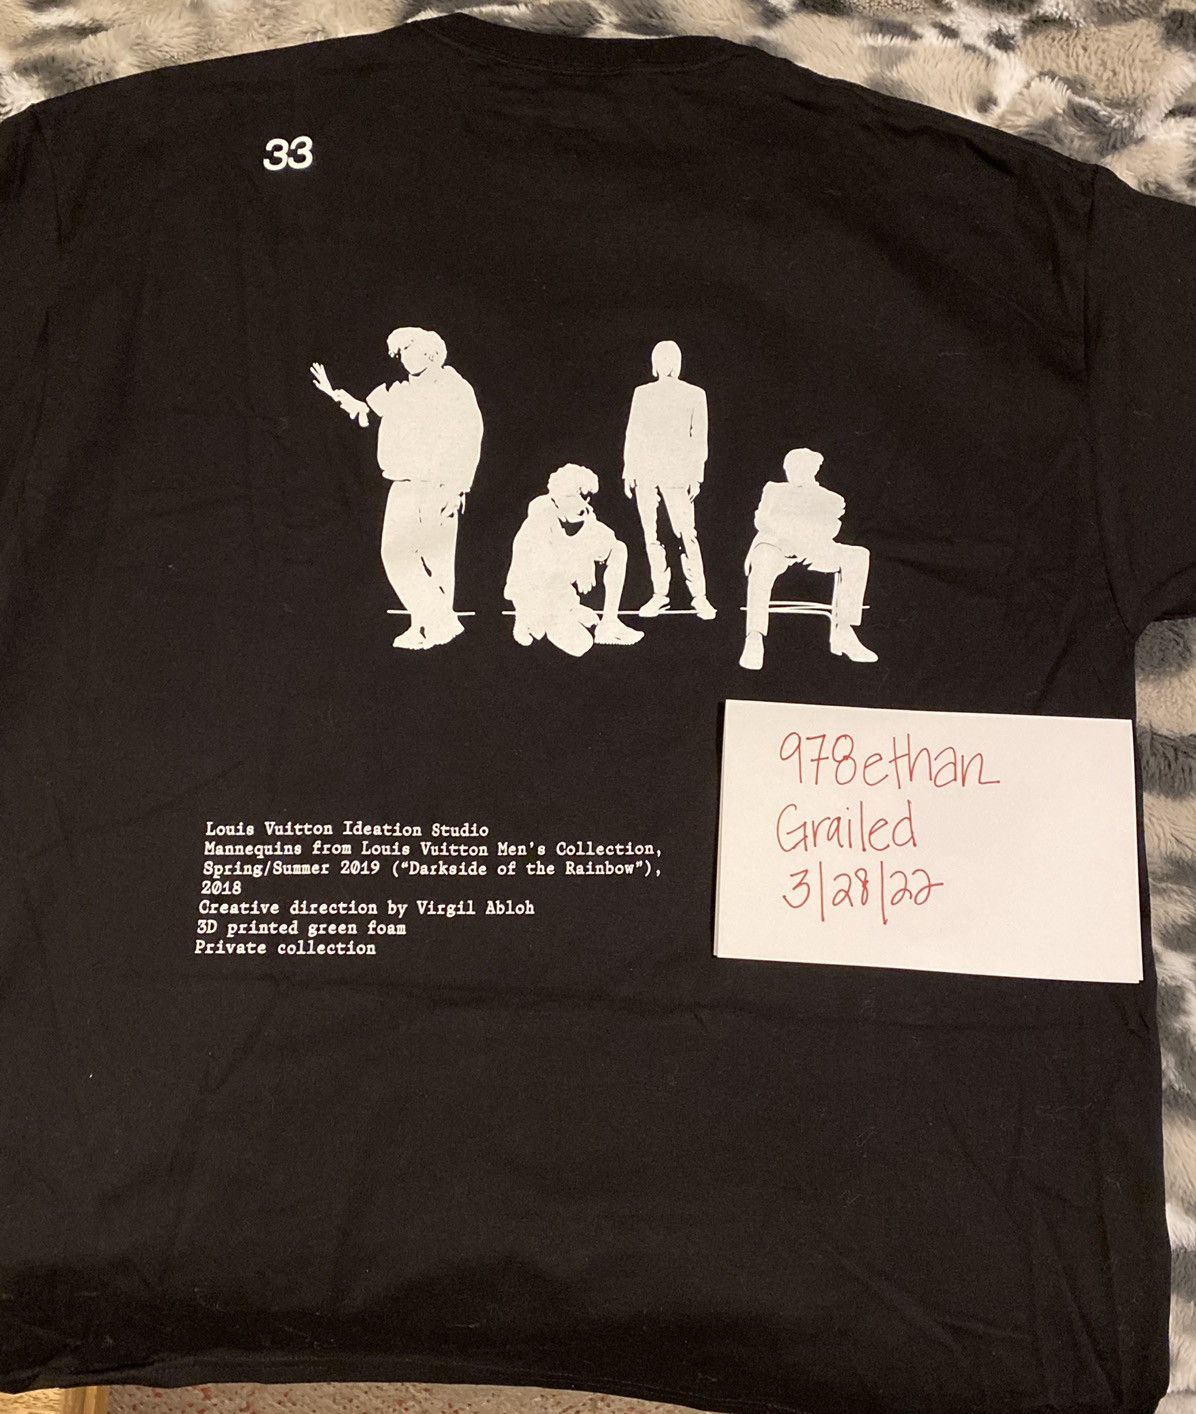 33
Louis Vuitton Ideation Studio
Mannequins from Louis Vuitton Men's Collection,
Spring/Summer 2019 ("Darkside of the Rainbow"),
2018
Creative direction by Virgil Abloh
3D printed green foam
Private collection
978ethan
Grailed
3/28/22